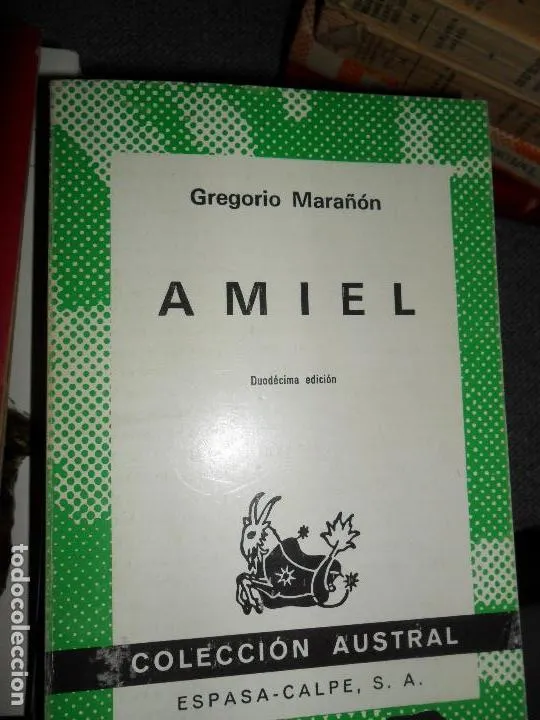 Gregorio Marañón
AMIEL
Duodécima edición
COLECCIÓN AUSTRAL
ESPASA-CALPE, S. A.
todocoleccion